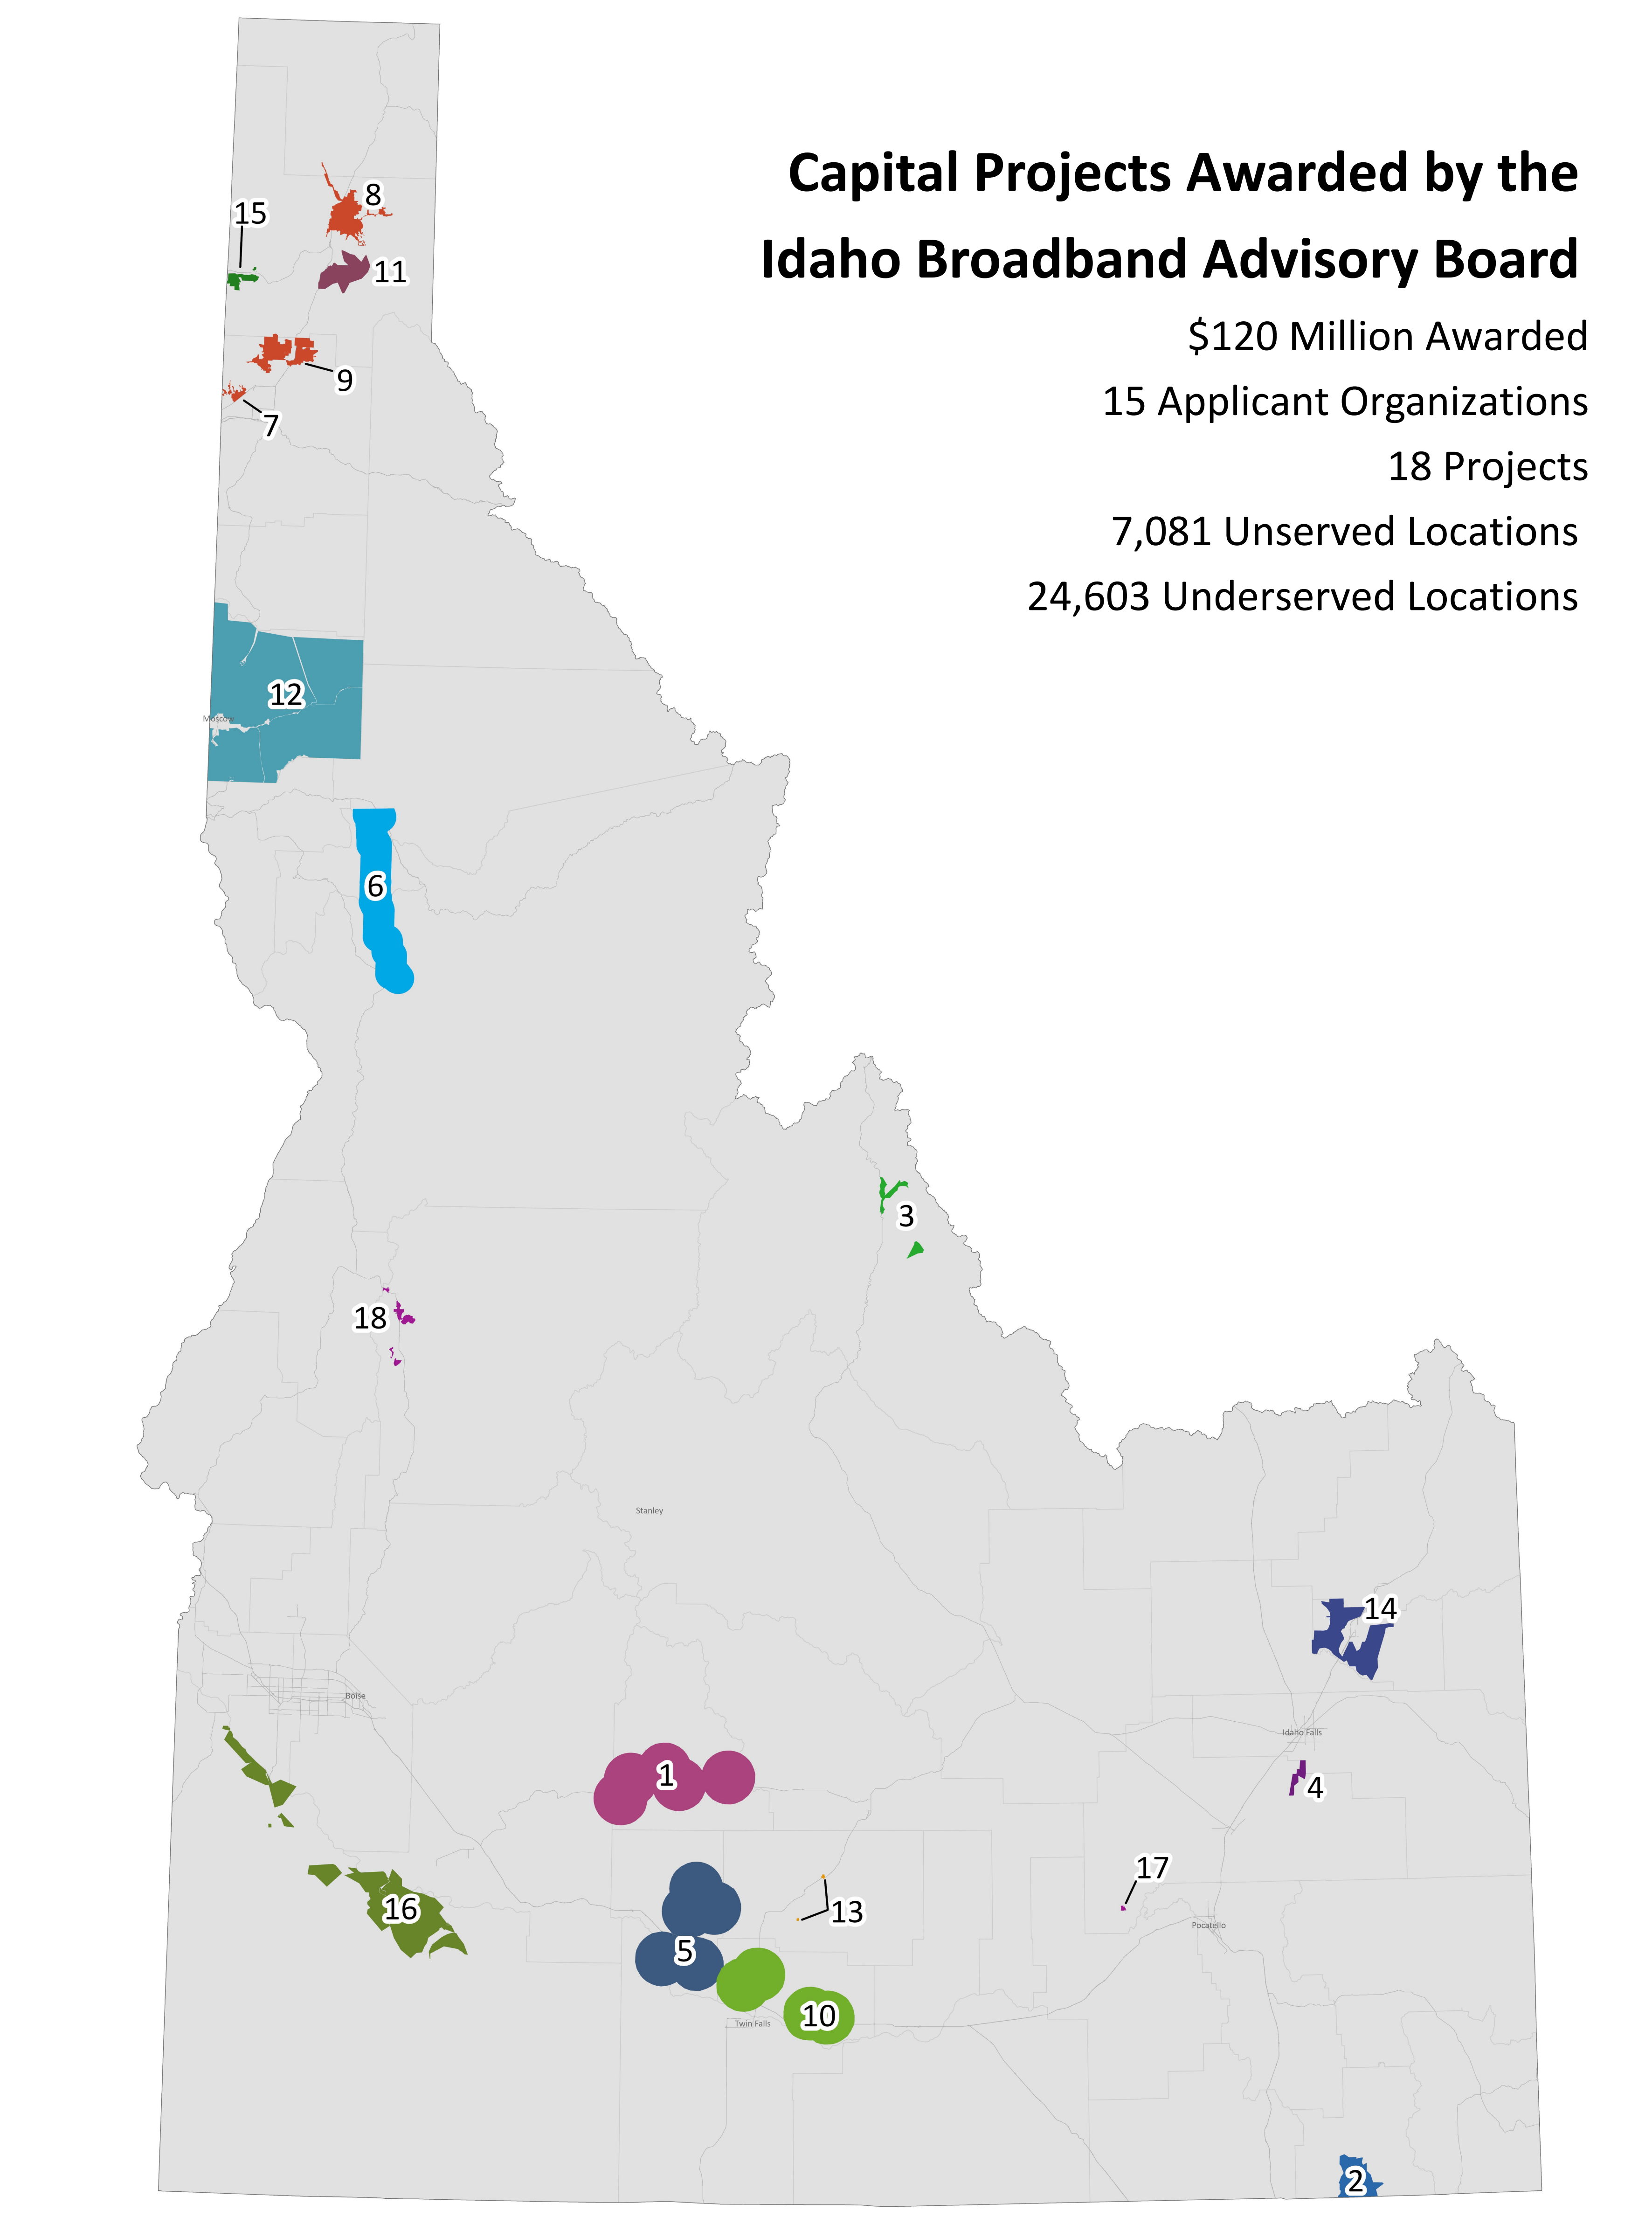 Capital Projects Awarded by the
Idaho Broadband Advisory Board
$120 Million Awarded
15 Applicant Organizations
18 Projects
7,081 Unserved Locations
24,603 Underserved Locations
8
15
11
9
7
12
Moscow
6
3
18
Stanley
14
Boise
Idaho Falls
1
4
17
16
13
Pocatello
5
10
Twin Falls
2